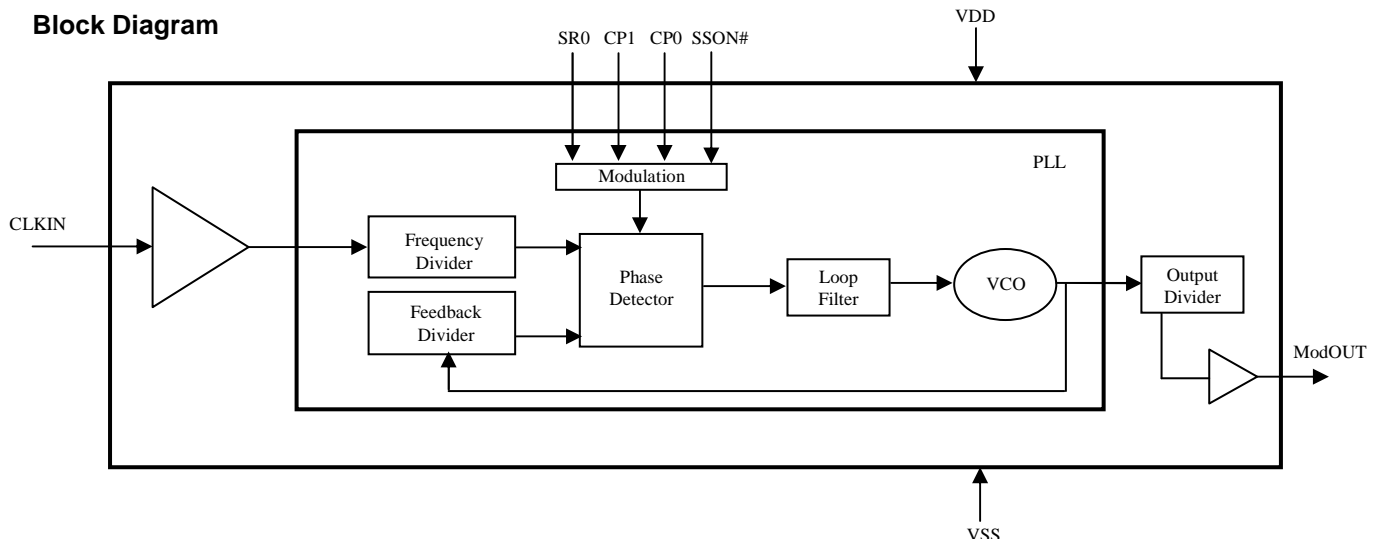 Block Diagram
VDD
SR0 CP1 CP0 SSON#
PLL
Modulation
CLKIN
Frequency
Divider
Phase
Detector
Loop
Filter
VCO
Output
Divider
Feedback
Divider
ModOUT
VSS